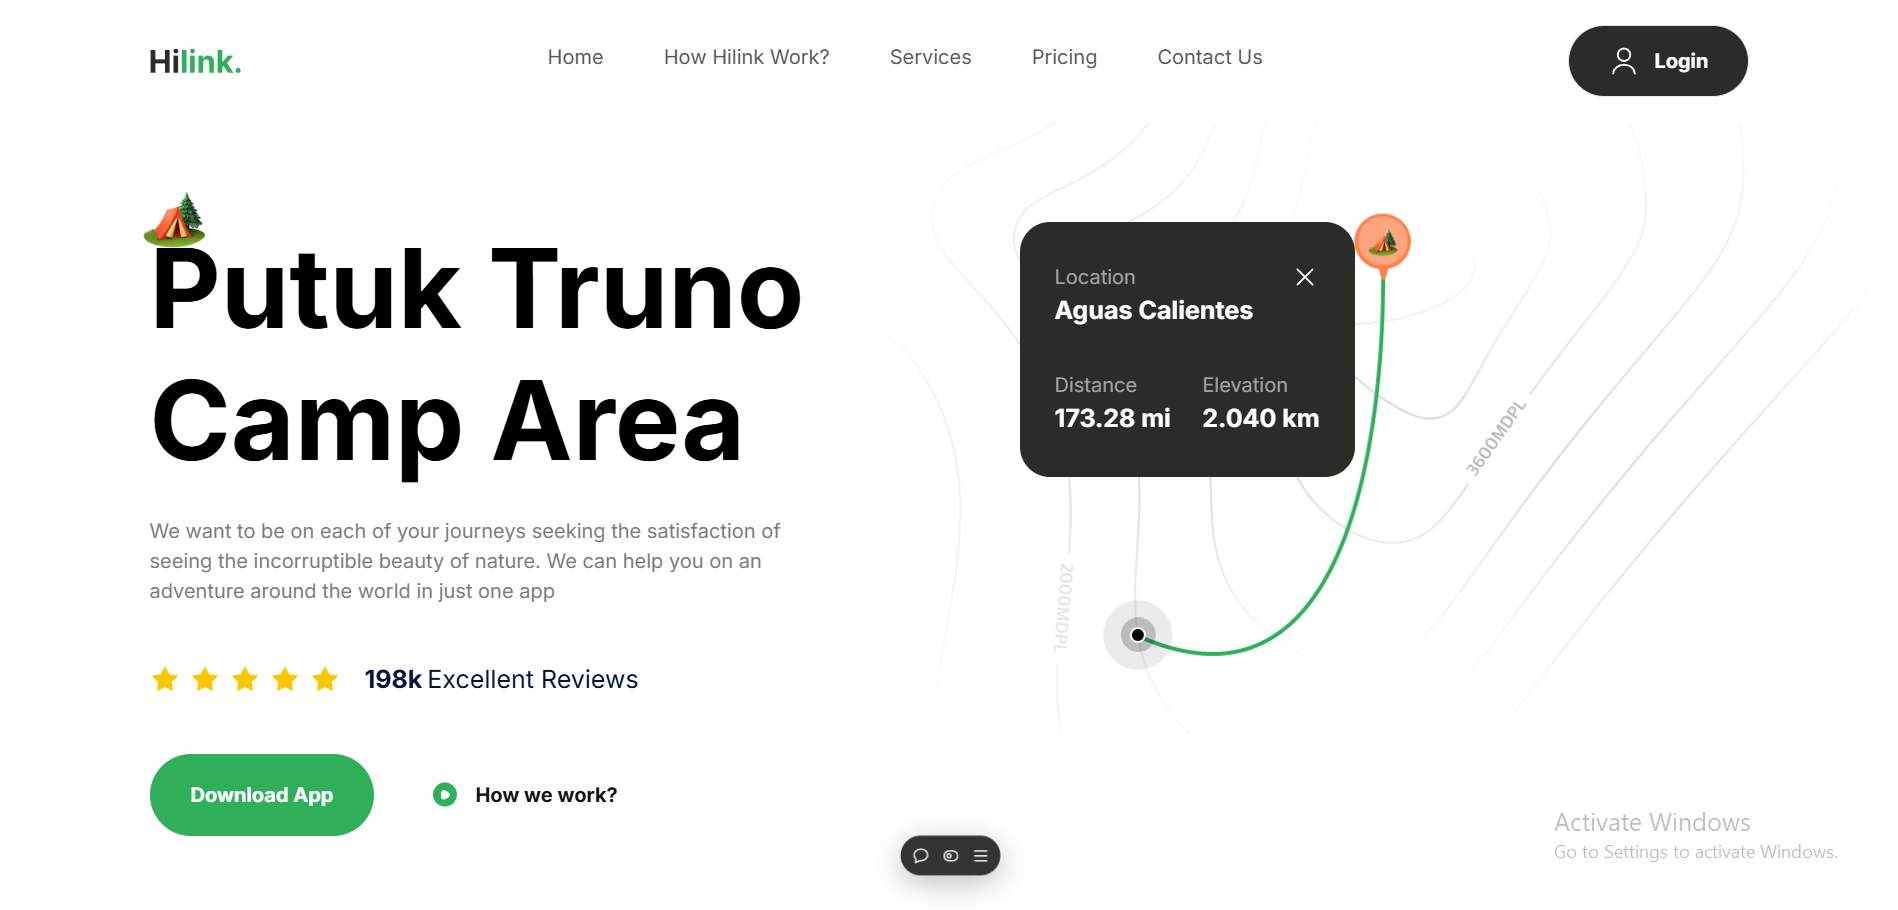 Hilink.
Home
How Hilink Work?
Services
Pricing
Contact Us
Login
Putuk Truno
Camp Area
We want to be on each of your journeys seeking the satisfaction of
seeing the incorruptible beauty of nature. We can help you on an
adventure around the world in just one app
198k Excellent Reviews
Download App
How we work?
Location
Aguas Calientes
Distance
Elevation
173.28 mi
2.040 km
3600MDPL
2000MDPL
Activate Windows
Go to Settings to activate Windows.